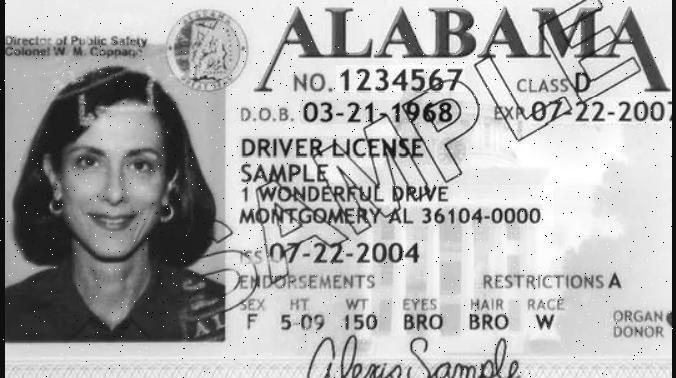 Director of Public Safety
Colonel W. M. Coppage
ALABAMA
NO. 1234567 CLASS D
D.O.B. 03-21-1968 EXP 07-22-2007
DRIVER LICENSE
SAMPLE
1 WONDERFUL DRIVE
MONTGOMERY AL 36104-0000
ISS 07-22-2004
ENDORSEMENTS RESTRICTIONS A
SEX HT WT EYES HAIR RACE
F 5-09 150 BRO BRO W
ORGAN
DONOR
Alexis Sample
SAMPLE